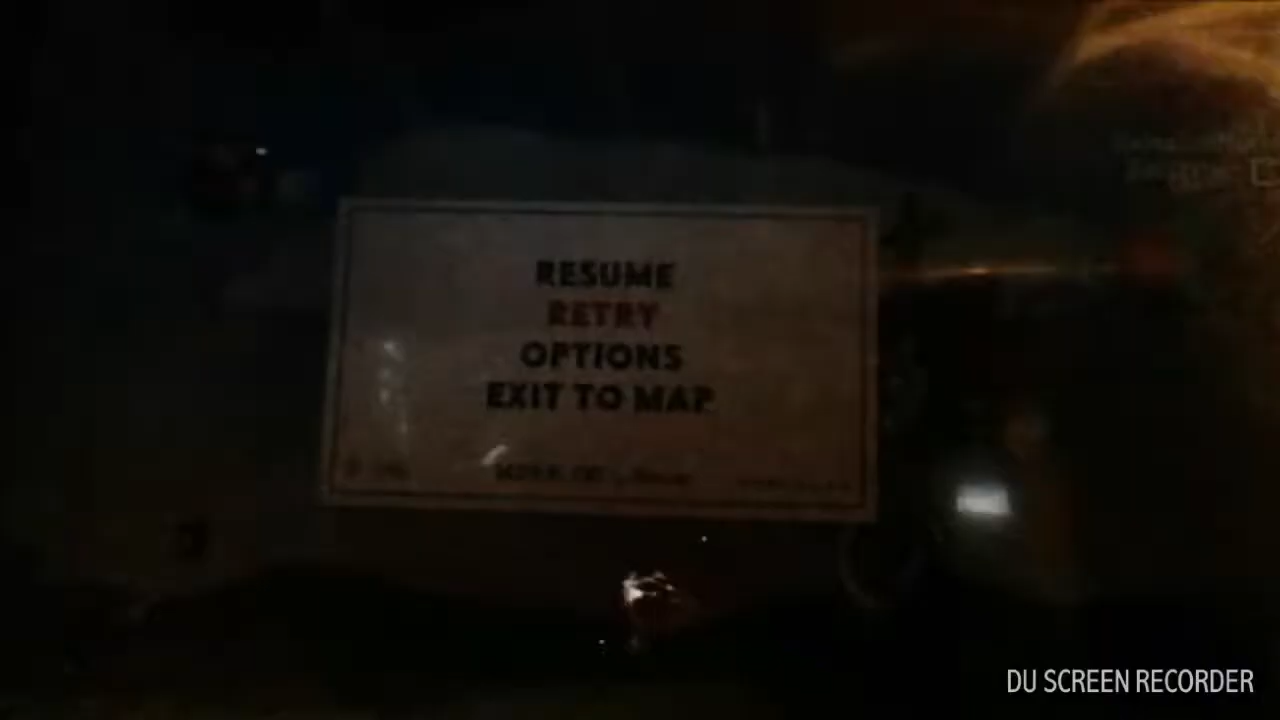 RESUME
RETRY
OPTIONS
EXIT TO MAP
DU SCREEN RECORDER